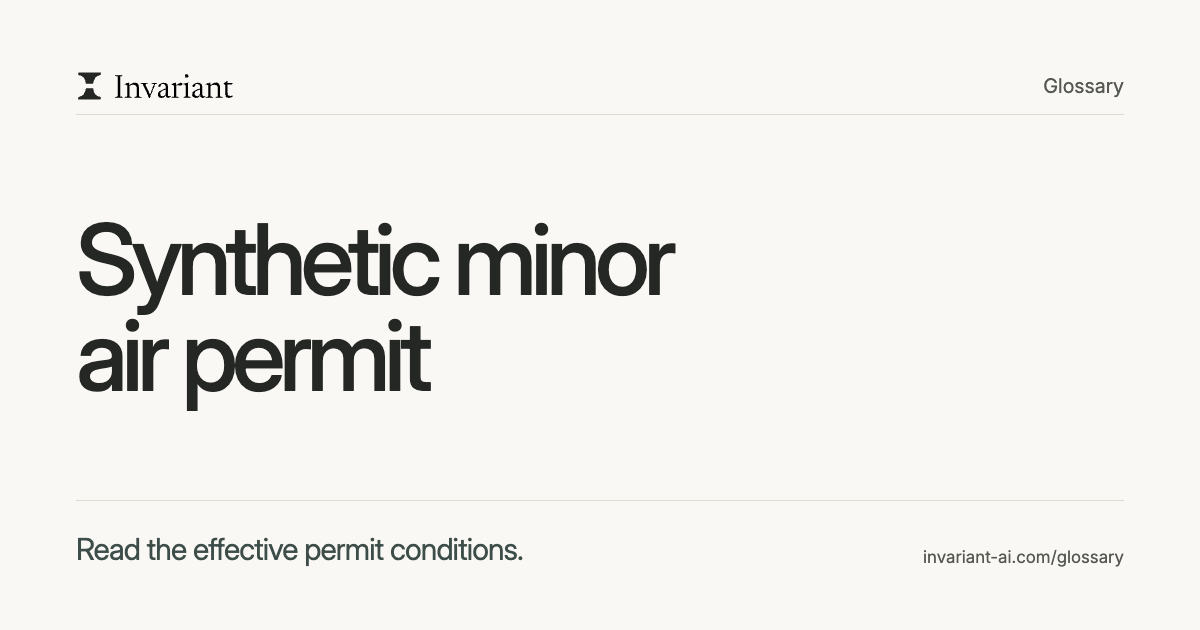 Invariant
Glossary
Synthetic minor
air permit
Read the effective permit conditions.
invariant-ai.com/glossary